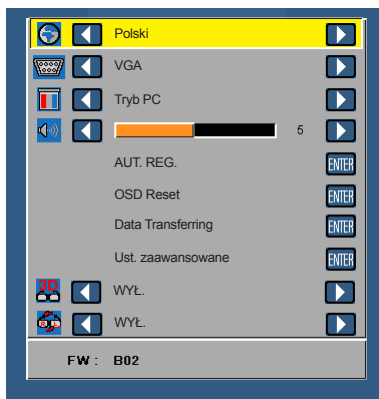 Polski
VGA
Tryb PC
5
AUT. REG. ENTER
OSD Reset ENTER
Data Transferring ENTER
Ust. zaawansowane ENTER
3D WYŁ.
WYŁ.
FW : B02